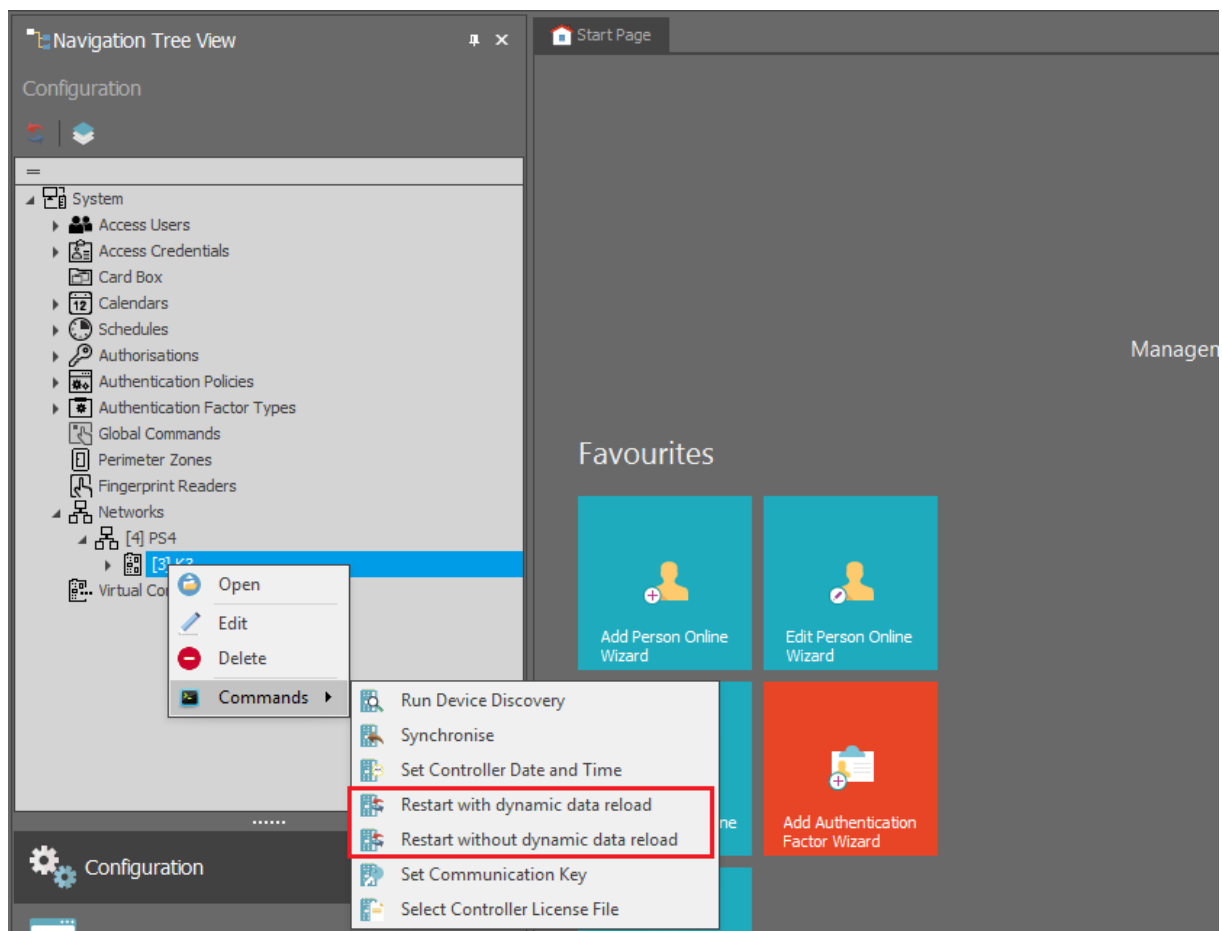 Navigation Tree View
Configuration
System
Access Users
Access Credentials
Card Box
Calendars
Schedules
Authorisations
Authentication Policies
Authentication Factor Types
Global Commands
Perimeter Zones
Fingerprint Readers
Networks
[4] PS4
[3]
Virtual
Open
Edit
Delete
Commands
Run Device Discovery
Synchronise
Set Controller Date and Time
Restart with dynamic data reload
Restart without dynamic data reload
Set Communication Key
Select Controller License File
Configuration
Start Page
Managem
Favourites
Add Person Online
Wizard
Edit Person Online
Wizard
ne
Add Authentication
Factor Wizard